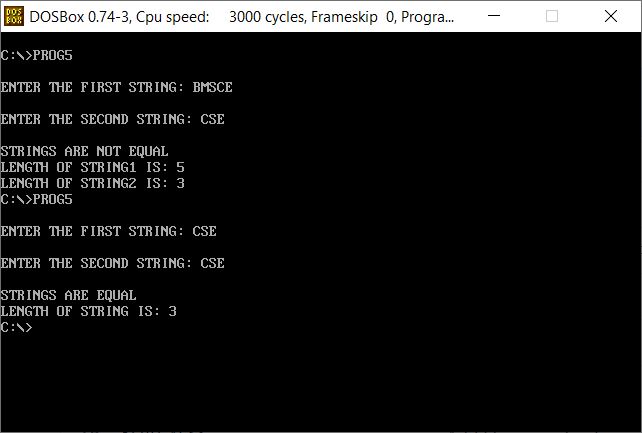 DOS
BOX
DOSBox 0.74-3, Cpu speed: 3000 cycles, Frameskip 0, Progra...
C:\>PROG5
ENTER THE FIRST STRING: BMSCE
ENTER THE SECOND STRING: CSE
STRINGS ARE NOT EQUAL
LENGTH OF STRING1 IS: 5
LENGTH OF STRING2 IS: 3
C:\>PROG5
ENTER THE FIRST STRING: CSE
ENTER THE SECOND STRING: CSE
STRINGS ARE EQUAL
LENGTH OF STRING IS: 3
C:\>